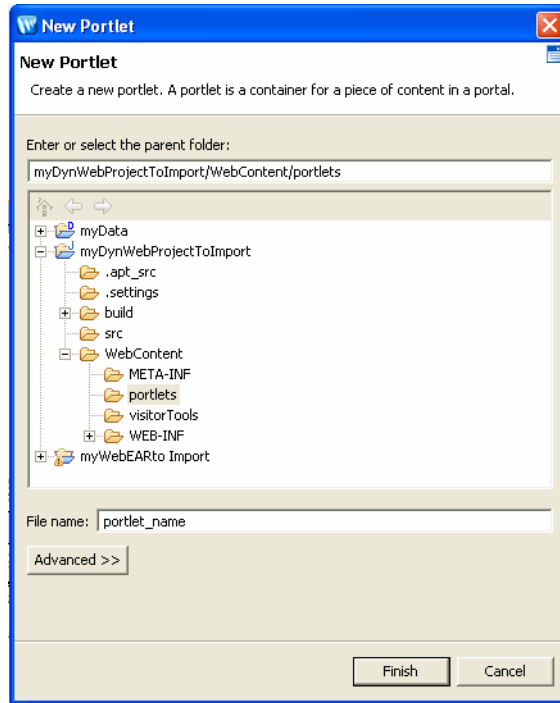 New Portlet
New Portlet
Create a new portlet. A portlet is a container for a piece of content in a portal.
Enter or select the parent folder:
myDynWebProjectToImport/WebContent/portlets
myData
myDynWebProjectToImport
.apt_src
.settings
build
src
WebContent
META-INF
portlets
visitorTools
WEB-INF
myWebEARto Import
File name: portlet_name
Advanced >>
Finish Cancel